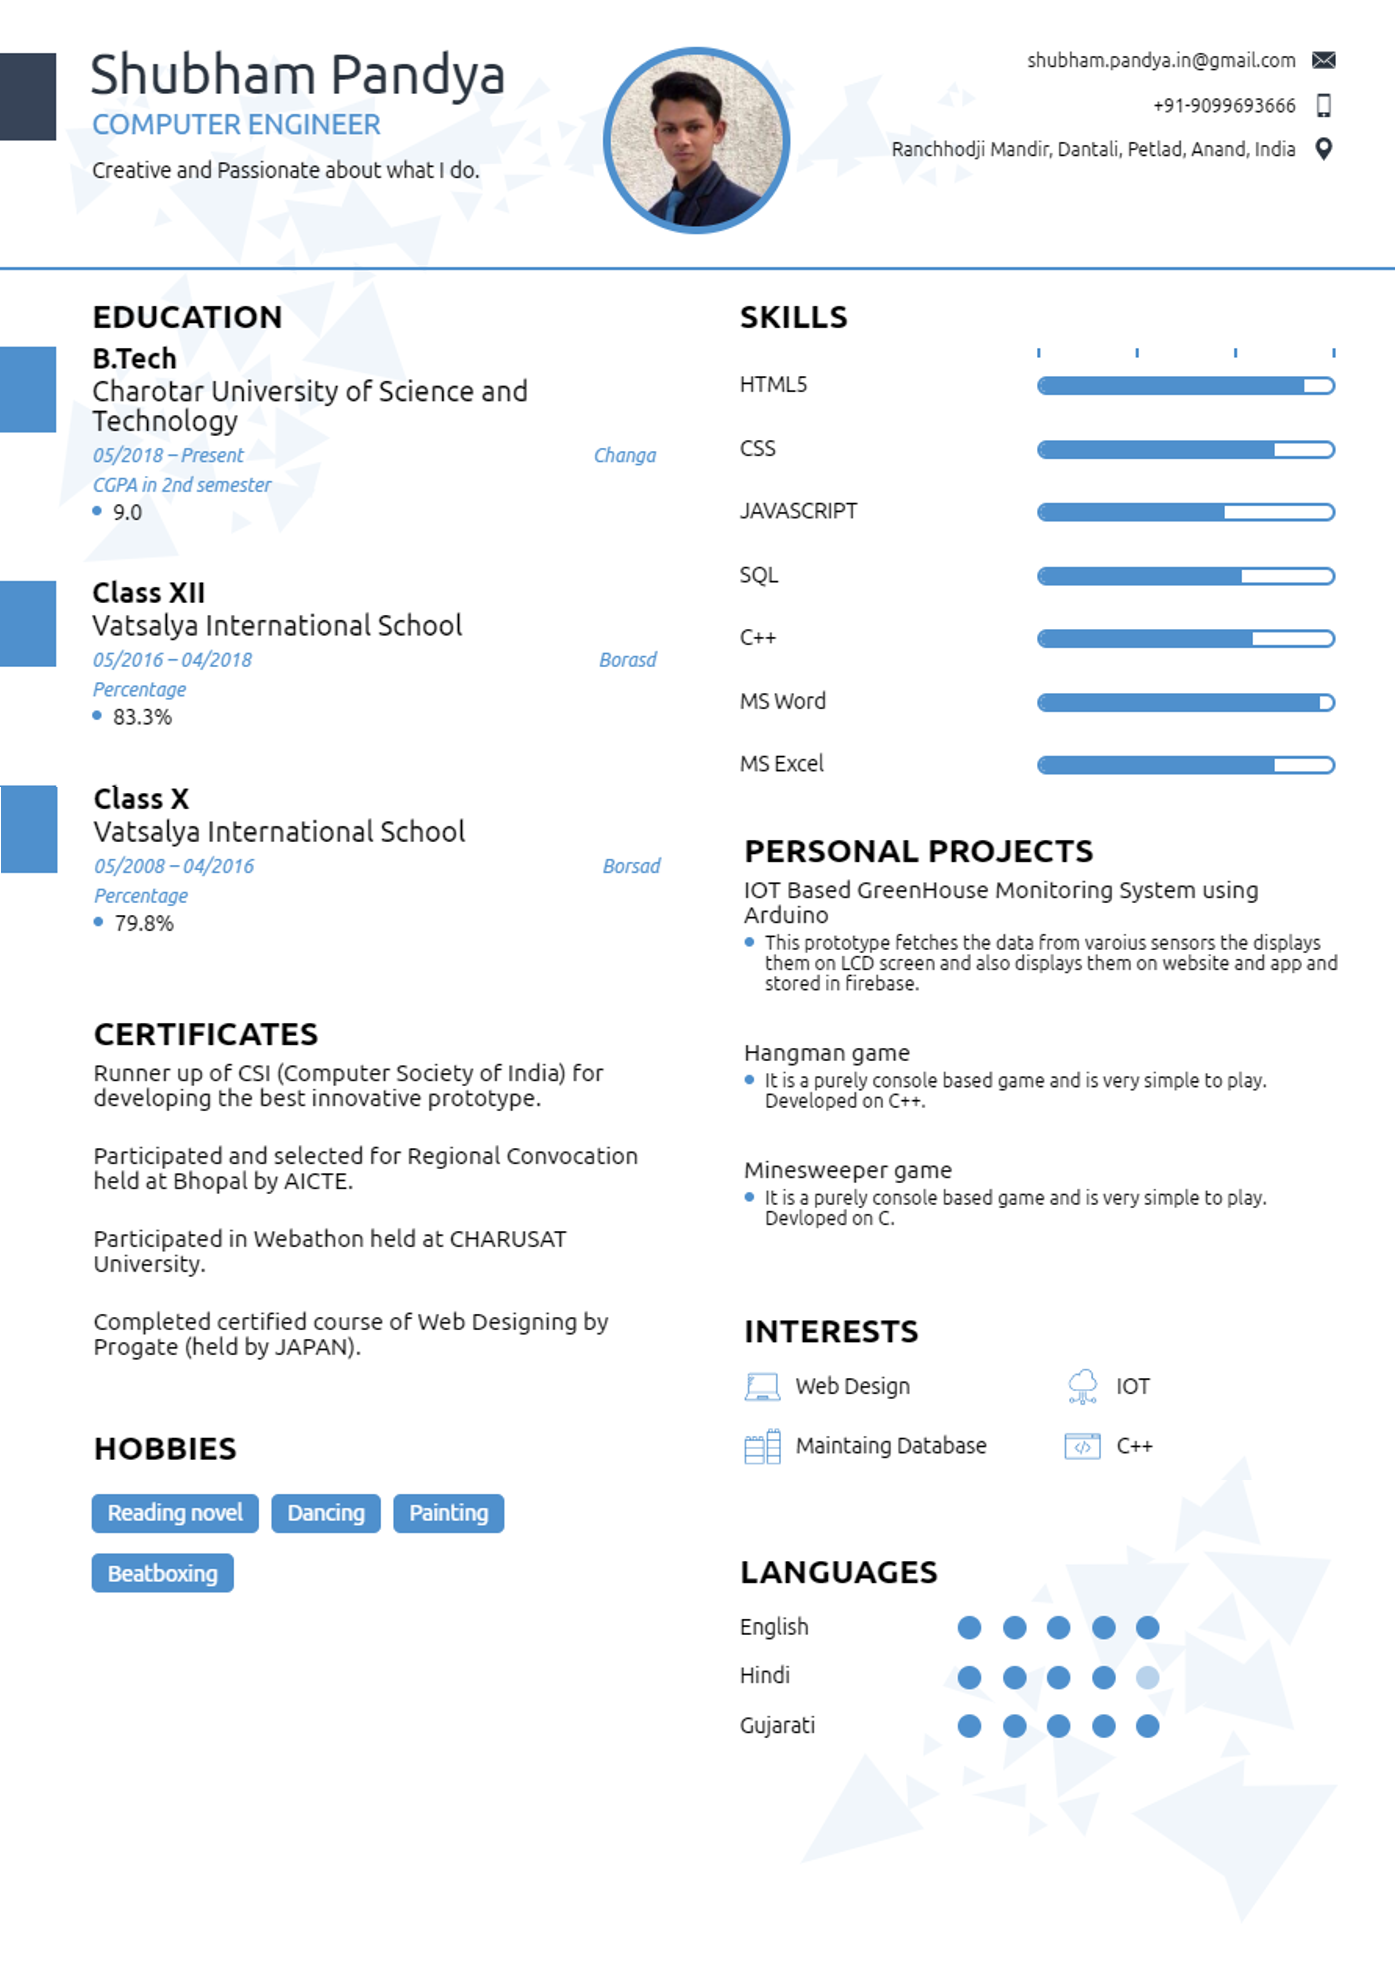 Shubham Pandya
COMPUTER ENGINEER
Creative and Passionate about what I do.
shubham.pandya.in@gmail.com
+91-9099693666
Ranchhodji Mandir, Dantali, Petlad, Anand, India
EDUCATION
B.Tech
Charotar University of Science and
Technology
05/2018 – Present
Changa
CGPA in 2nd semester
9.0
Class XII
Vatsalya International School
05/2016 – 04/2018
Borasd
Percentage
83.3%
Class X
Vatsalya International School
05/2008 – 04/2016
Borsad
Percentage
79.8%
CERTIFICATES
Runner up of CSI (Computer Society of India) for
developing the best innovative prototype.
Participated and selected for Regional Convocation
held at Bhopal by AICTE.
Participated in Webathon held at CHARUSAT
University.
Completed certified course of Web Designing by
Progate (held by JAPAN).
HOBBIES
Reading novel
Dancing
Painting
Beatboxing
SKILLS
HTML5
CSS
JAVASCRIPT
SQL
C++
MS Word
MS Excel
PERSONAL PROJECTS
IOT Based GreenHouse Monitoring System using
Arduino
This prototype fetches the data from varoius sensors the displays
them on LCD screen and also displays them on website and app and
stored in firebase.
Hangman game
It is a purely console based game and is very simple to play.
Developed on C++.
Minesweeper game
It is a purely console based game and is very simple to play.
Devloped on C.
INTERESTS
Web Design
IOT
Maintaing Database
C++
LANGUAGES
English
Hindi
Gujarati